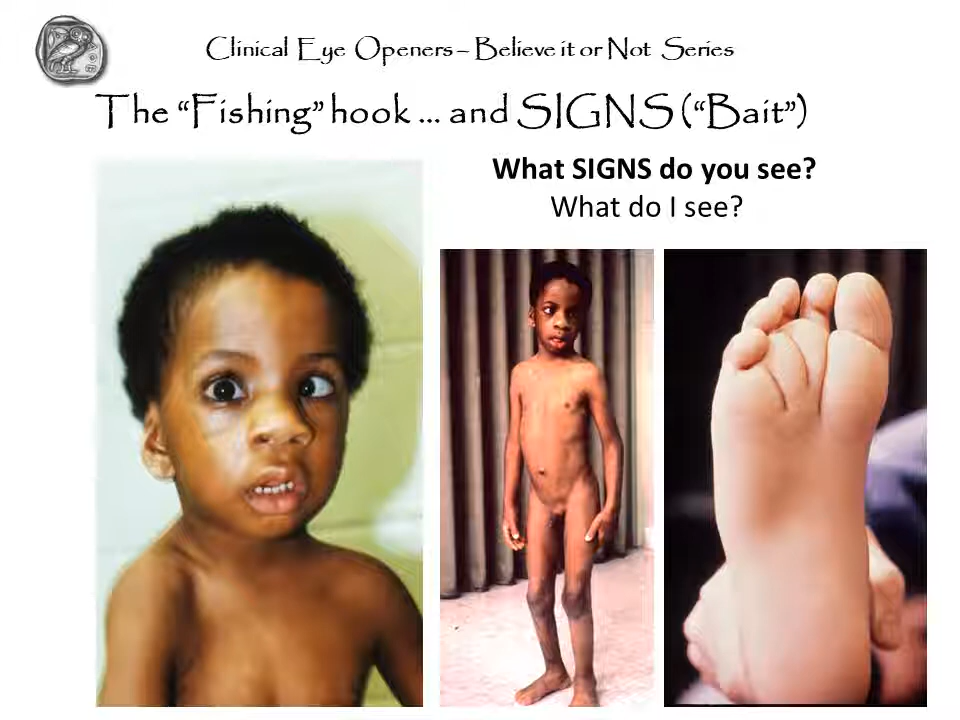 Clinical Eye Openers – Believe it or Not Series
The “Fishing” hook ... and SIGNS (“Bait”)
What SIGNS do you see?
What do I see?